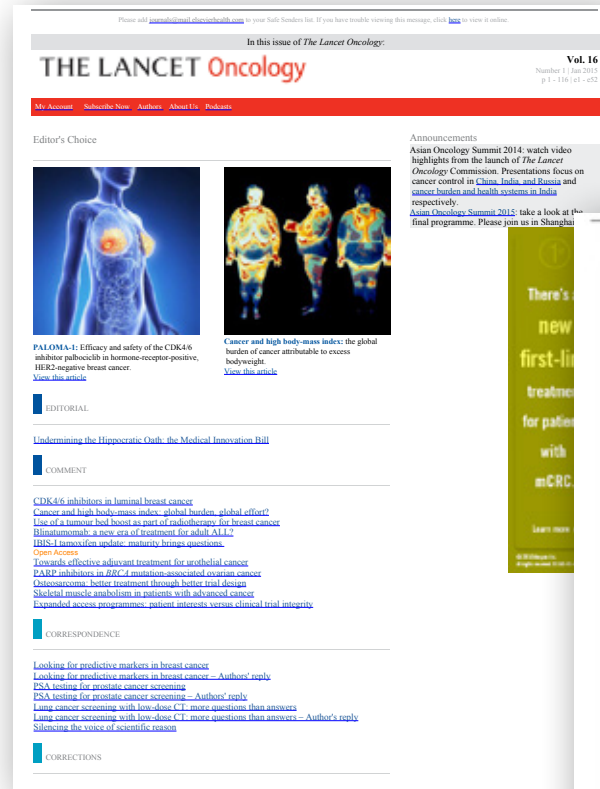 Please add journals@mail.elsevierhealth.com to your Safe Senders list. If you have trouble viewing this message, click here to view it online.
In this issue of The Lancet Oncology:
THE LANCET Oncology
Vol. 16
Number 1 | Jan 2015
p 1 - 116 | e1 - e52
My Account Subscribe Now Authors About Us Podcasts
Editor's Choice
PALOMA-1: Efficacy and safety of the CDK4/6
inhibitor palbociclib in hormone-receptor-positive,
HER2-negative breast cancer.
View this article
Cancer and high body-mass index: the global
burden of cancer attributable to excess
bodyweight.
View this article
EDITORIAL
Undermining the Hippocratic Oath: the Medical Innovation Bill
COMMENT
CDK4/6 inhibitors in luminal breast cancer
Cancer and high body-mass index: global burden, global effort?
Use of a tumour bed boost as part of radiotherapy for breast cancer
Blinatumomab: a new era of treatment for adult ALL?
IBIS-I tamoxifen update: maturity brings questions
Open Access
Towards effective adjuvant treatment for urothelial cancer
PARP inhibitors in BRCA mutation-associated ovarian cancer
Osteosarcoma: better treatment through better trial design
Skeletal muscle anabolism in patients with advanced cancer
Expanded access programmes: patient interests versus clinical trial integrity
CORRESPONDENCE
Looking for predictive markers in breast cancer
Looking for predictive markers in breast cancer – Authors' reply
PSA testing for prostate cancer screening
PSA testing for prostate cancer screening – Authors' reply
Lung cancer screening with low-dose CT: more questions than answers
Lung cancer screening with low-dose CT: more questions than answers – Author's reply
Silencing the voice of scientific reason
CORRECTIONS
Announcements
Asian Oncology Summit 2014: watch video
highlights from the launch of The Lancet
Oncology Commission. Presentations focus on
cancer control in China, India, and Russia and
cancer burden and health systems in India
respectively.
Asian Oncology Summit 2015: take a look at the
final programme. Please join us in Shanghai
There's
new
first-li
treatme
for patie
with
mCRC
Learn more